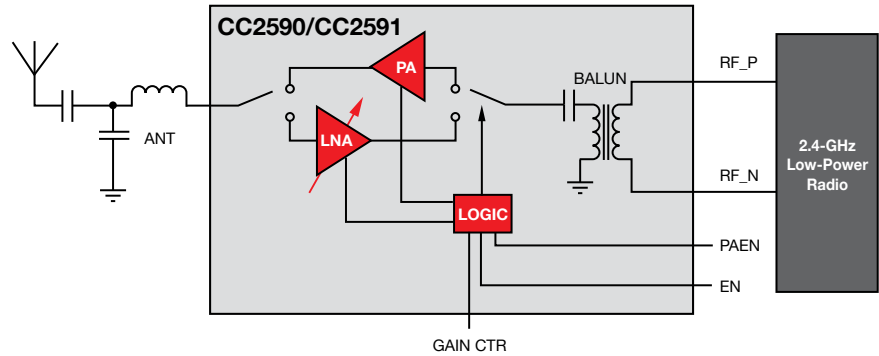 CC2590/CC2591
PA
BALUN
RF_P
ANT
LNA
2.4-GHz
Low-Power
Radio
RF_N
LOGIC
PAEN
EN
GAIN CTR